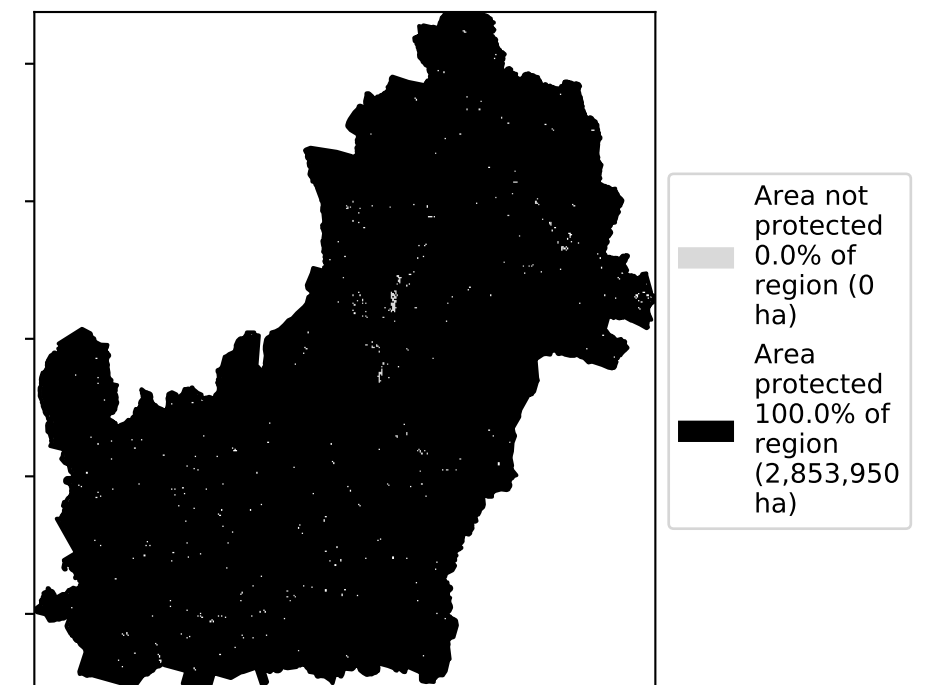 Area not
protected
0.0% of
region (0
ha)
Area
protected
100.0% of
region
(2,853,950
ha)